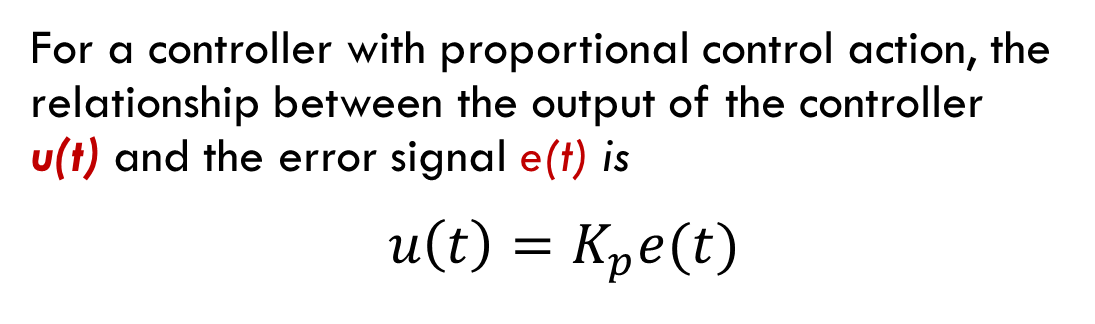 For a controller with proportional control action, the
relationship between the output of the controller
u(t) and the error signal e(t) is
u(t) = Kₚe(t)